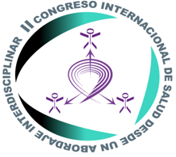 II CONGRESO INTERNACIONAL DE SALUD DESDE UN ABORDAJE INTERDISCIPLINAR